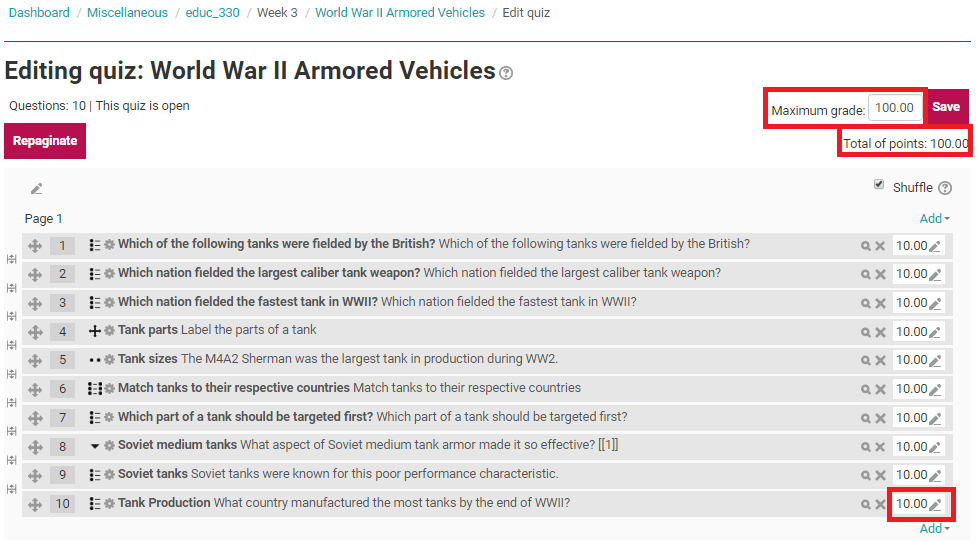 Dashboard / Miscellaneous / educ_330 / Week 3 / World War II Armored Vehicles / Edit quiz
Editing quiz: World War II Armored Vehicles
Questions: 10 | This quiz is open
Maximum grade: 100.00 Save
Repaginate
Total of points: 100.00
Shuffle
Page 1
Add
1 Which of the following tanks were fielded by the British? Which of the following tanks were fielded by the British? 10.00
2 Which nation fielded the largest caliber tank weapon? Which nation fielded the largest caliber tank weapon? 10.00
3 Which nation fielded the fastest tank in WWII? Which nation fielded the fastest tank in WWII? 10.00
4 Tank parts Label the parts of a tank 10.00
5 Tank sizes The M4A2 Sherman was the largest tank in production during WW2. 10.00
6 Match tanks to their respective countries Match tanks to their respective countries 10.00
7 Which part of a tank should be targeted first? Which part of a tank should be targeted first? 10.00
8 Soviet medium tanks What aspect of Soviet medium tank armor made it so effective? [[1]] 10.00
9 Soviet tanks Soviet tanks were known for this poor performance characteristic. 10.00
10 Tank Production What country manufactured the most tanks by the end of WWII? 10.00
Add